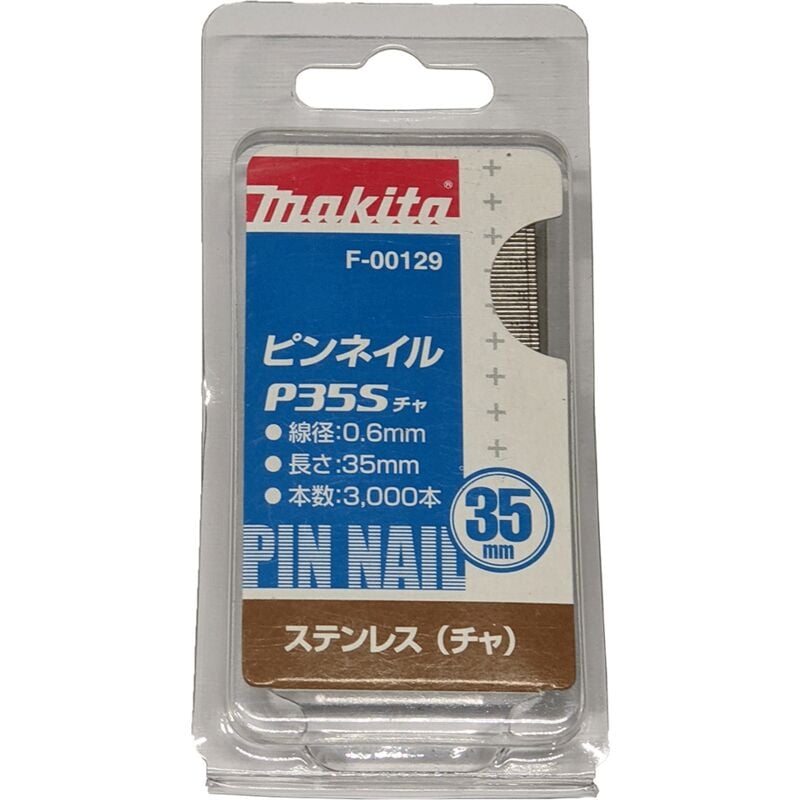 makita®
F-00129
ピンネイル
P35S チャ
● 線径:0.6mm
● 長さ:35mm
● 本数:3,000本
35
mm
PIN NAIL
ステンレス（チャ）